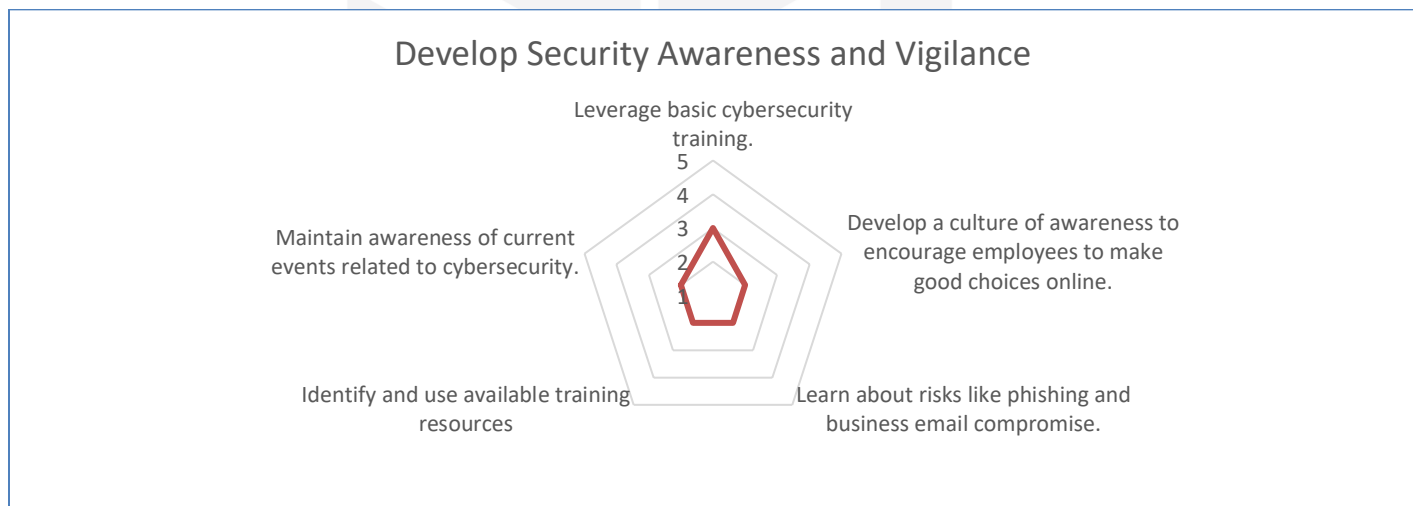 Develop Security Awareness and Vigilance
Leverage basic cybersecurity
training.
5
4
3
2
1
Develop a culture of awareness to
encourage employees to make
good choices online.
Learn about risks like phishing and
business email compromise.
Identify and use available training
resources
Maintain awareness of current
events related to cybersecurity.